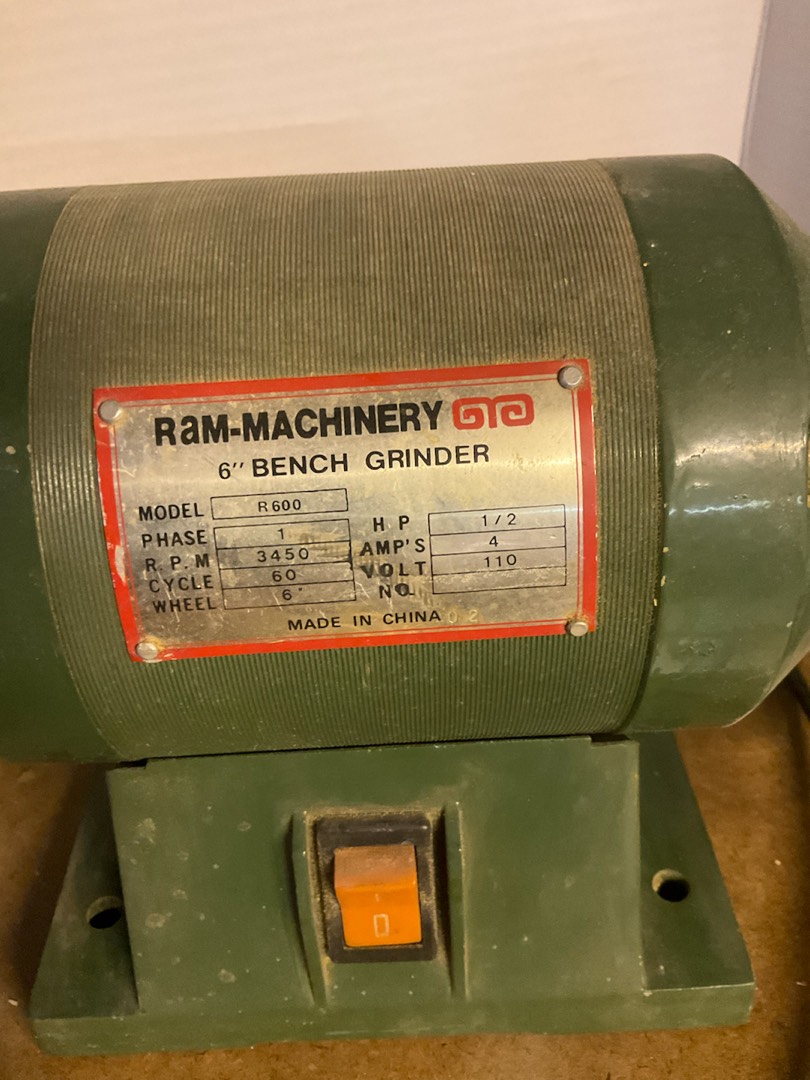 RaM-MACHINERY
6" BENCH GRINDER
MODEL R600
PHASE 1
R.P.M 3450
CYCLE 60
WHEEL 6"
H P 1/2
AMP'S 4
VOLT 110
NO.
MADE IN CHINA 02
I
O